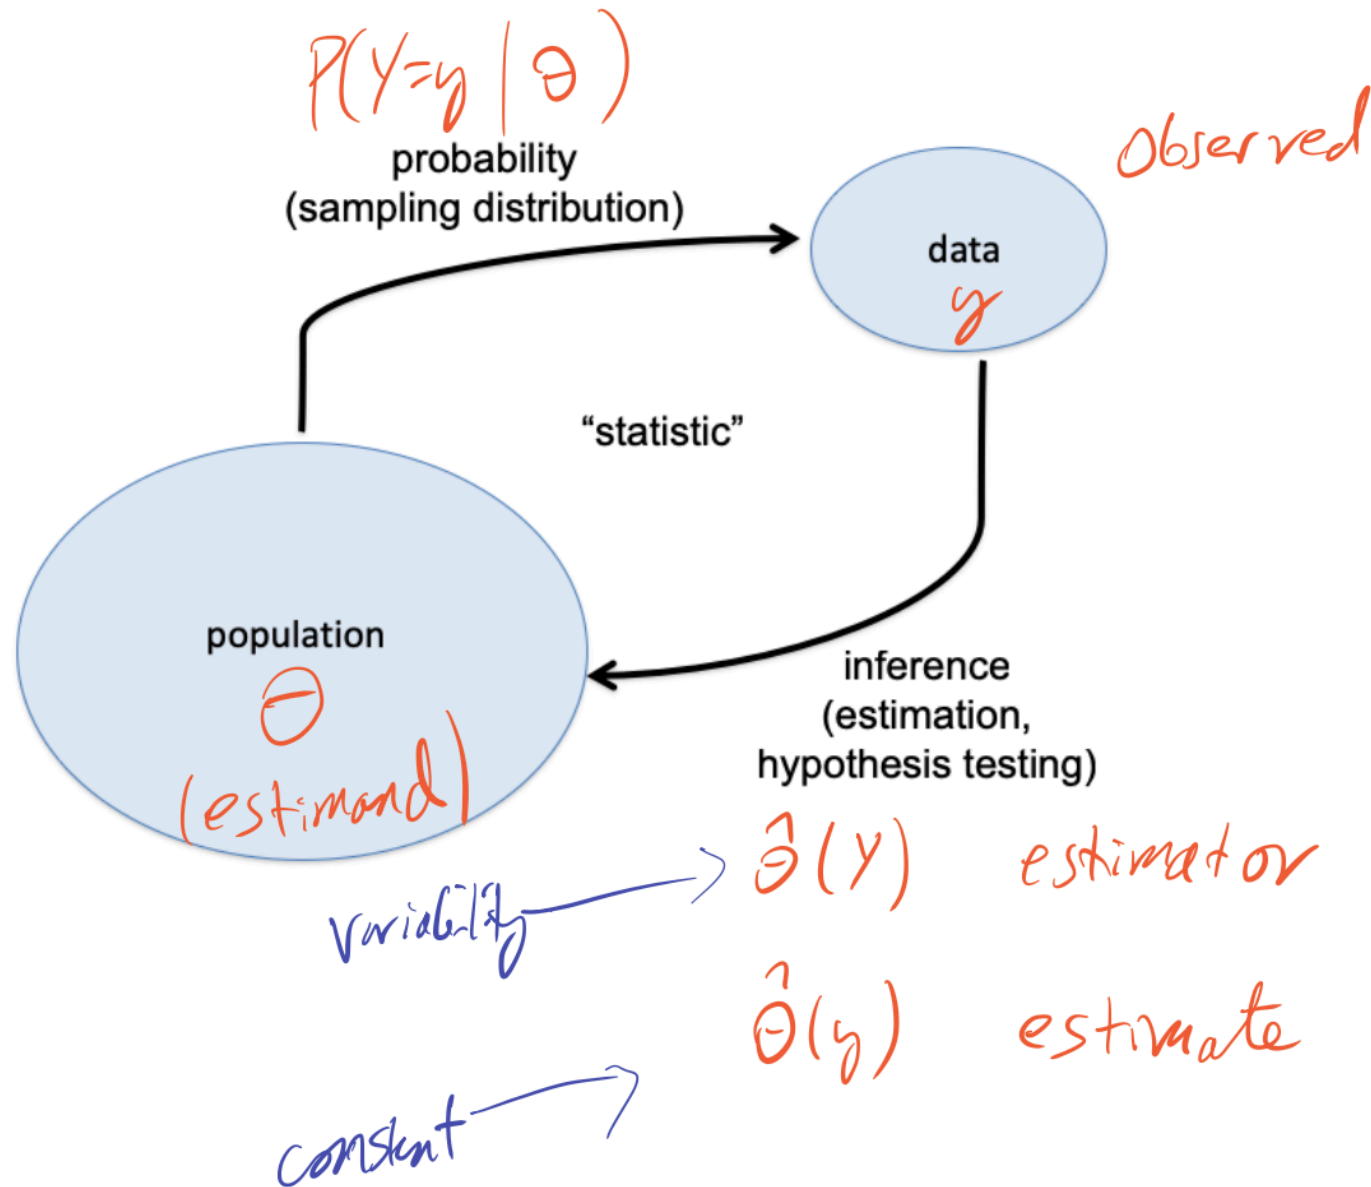 P(Y=y | θ)
probability
(sampling distribution)
Observed
data
y
“statistic”
population
θ
(estimand)
inference
(estimation,
hypothesis testing)
variability
θ̂(Y) estimator
θ̂(y) estimate
constant